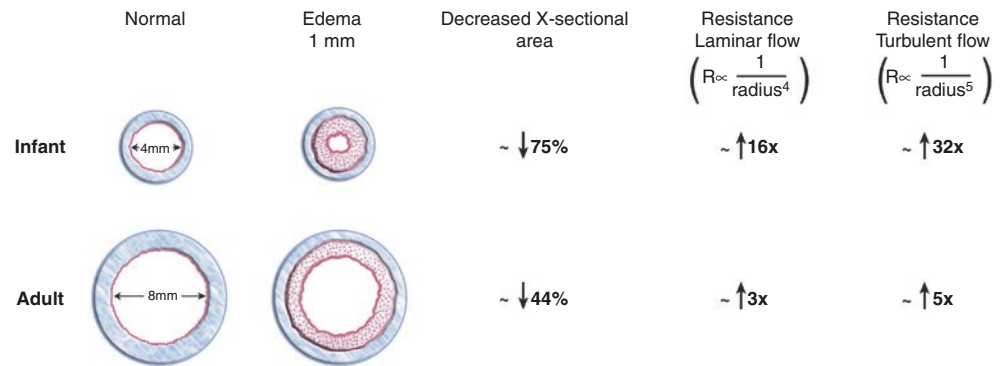 Normal
Edema
1 mm
Decreased X-sectional
area
Resistance
Laminar flow
(R∝ 1/radius⁴)
Resistance
Turbulent flow
(R∝ 1/radius⁵)
Infant
4mm
~ ↓75%
~ ↑16x
~ ↑32x
Adult
8mm
~ ↓44%
~ ↑3x
~ ↑5x